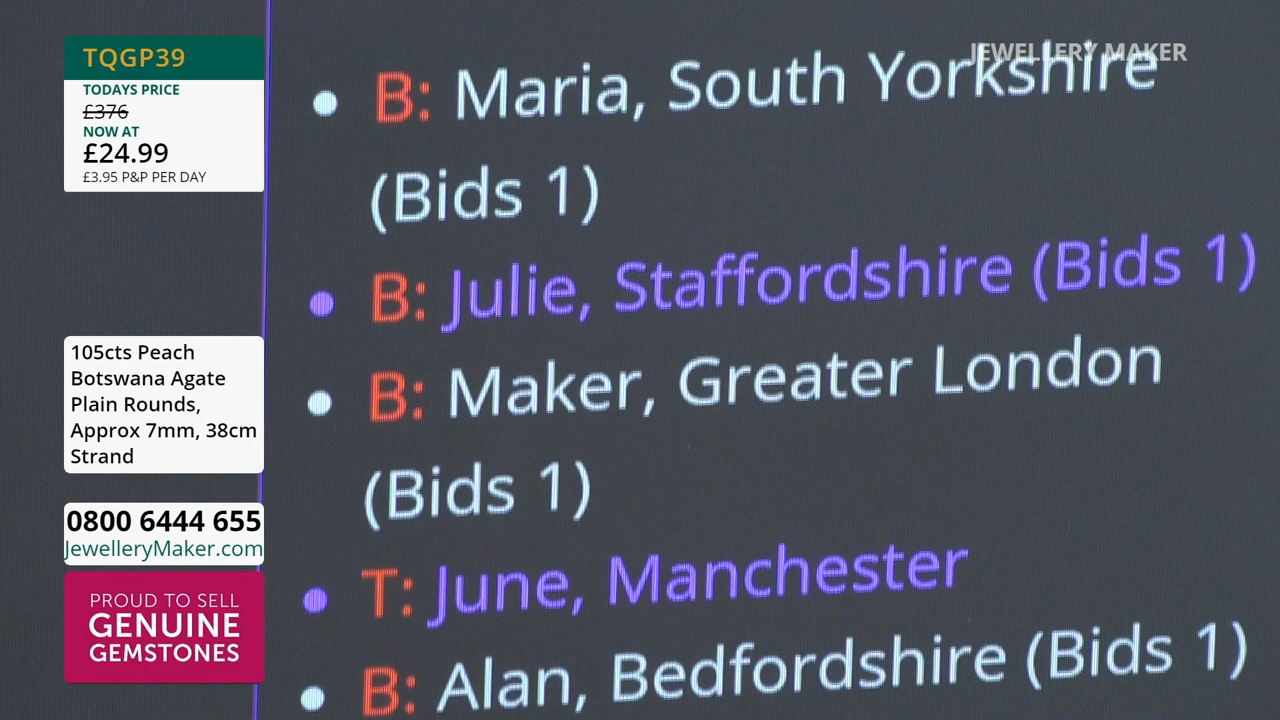 TQGP39
TODAYS PRICE
£376
NOW AT
£24.99
£3.95 P&P PER DAY
105cts Peach
Botswana Agate
Plain Rounds,
Approx 7mm, 38cm
Strand
0800 6444 655
JewelleryMaker.com
PROUD TO SELL
GENUINE
GEMSTONES
JEWELLERY MAKER
• B: Maria, South Yorkshire
(Bids 1)
• B: Julie, Staffordshire (Bids 1)
• B: Maker, Greater London
(Bids 1)
• T: June, Manchester
• B: Alan, Bedfordshire (Bids 1)